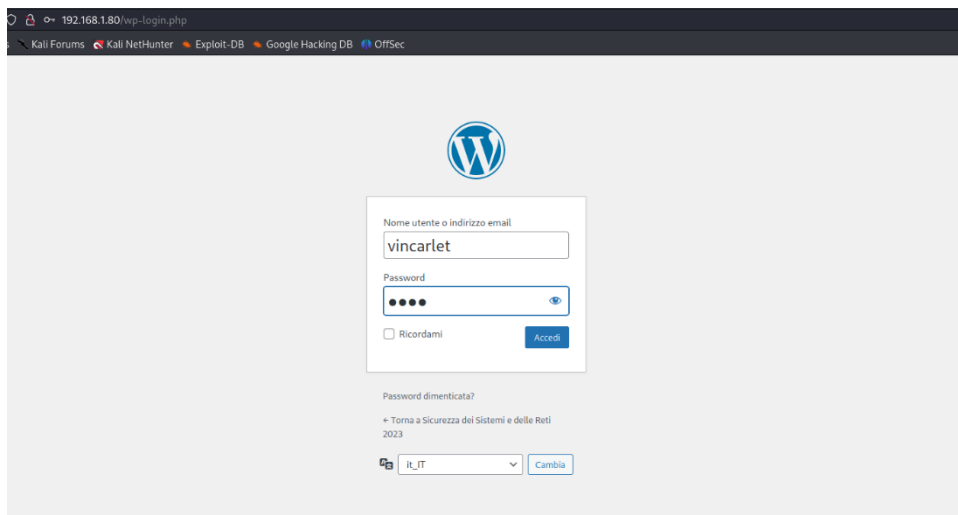 192.168.1.80/wp-login.php
s Kali Forums Kali NetHunter Exploit-DB Google Hacking DB OffSec
Nome utente o indirizzo email
vincarlet
Password
●●●●
Ricordami Accedi
Password dimenticata?
← Torna a Sicurezza dei Sistemi e delle Reti
2023
it_IT Cambia